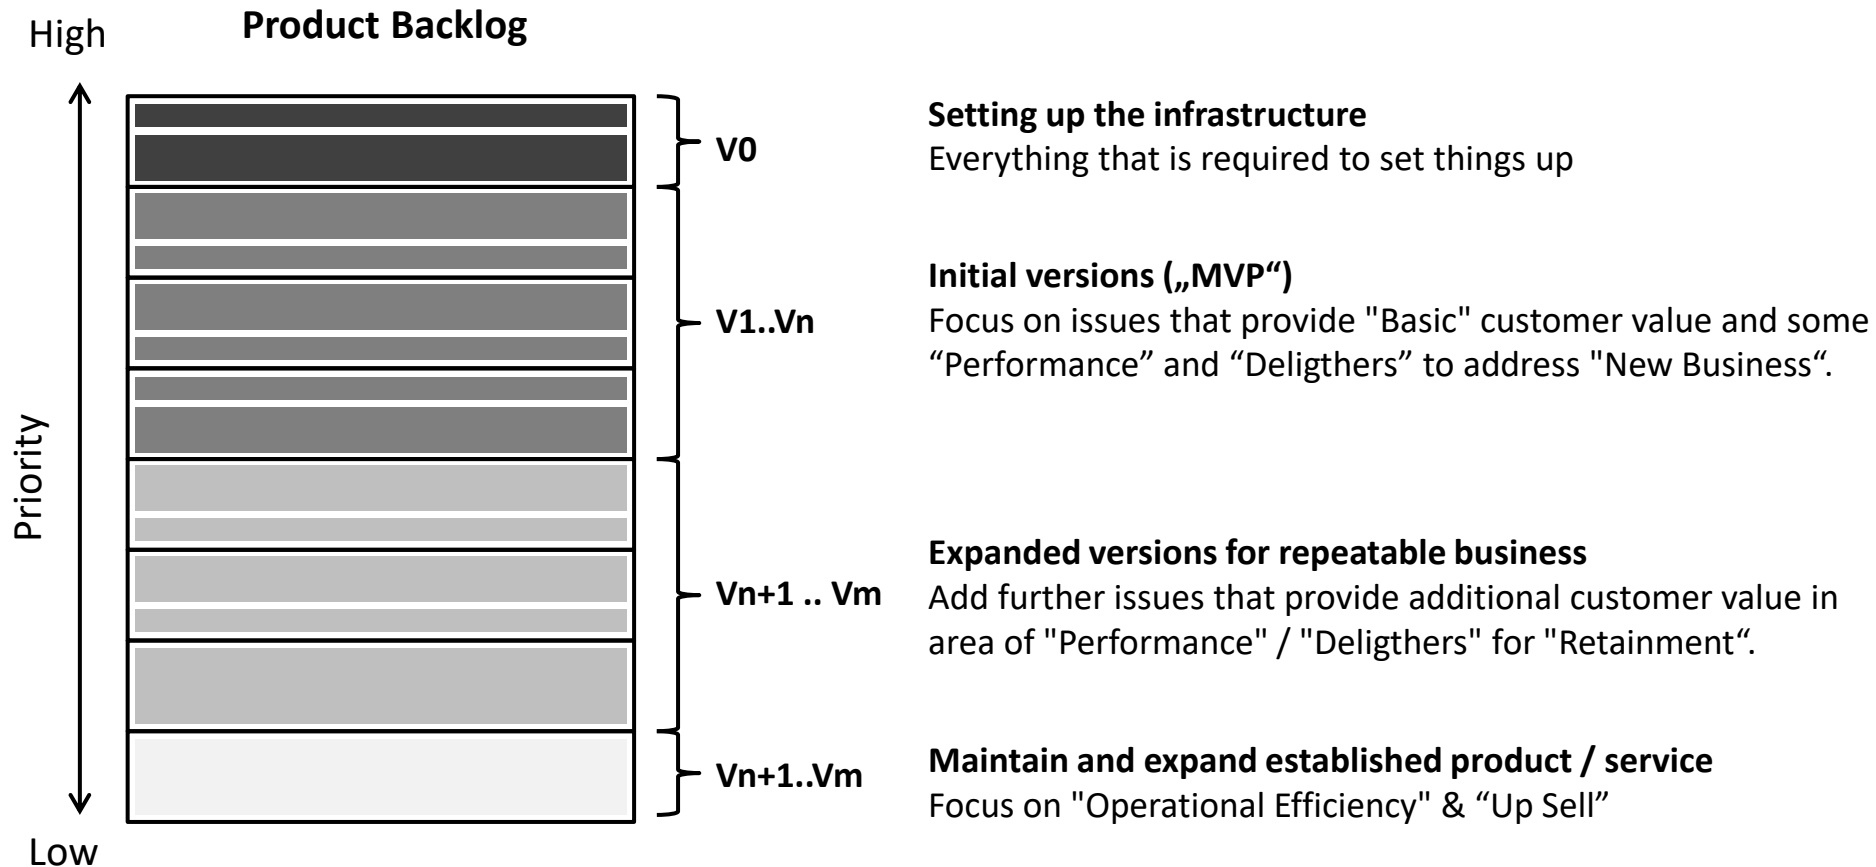 Product Backlog
High
Priority
Low
V0
Setting up the infrastructure
Everything that is required to set things up
V1..Vn
Initial versions („MVP“)
Focus on issues that provide "Basic" customer value and some
“Performance” and “Deligthers” to address "New Business“.
Vn+1 .. Vm
Expanded versions for repeatable business
Add further issues that provide additional customer value in
area of "Performance" / "Deligthers" for "Retainment“.
Vn+1..Vm
Maintain and expand established product / service
Focus on "Operational Efficiency" & “Up Sell”